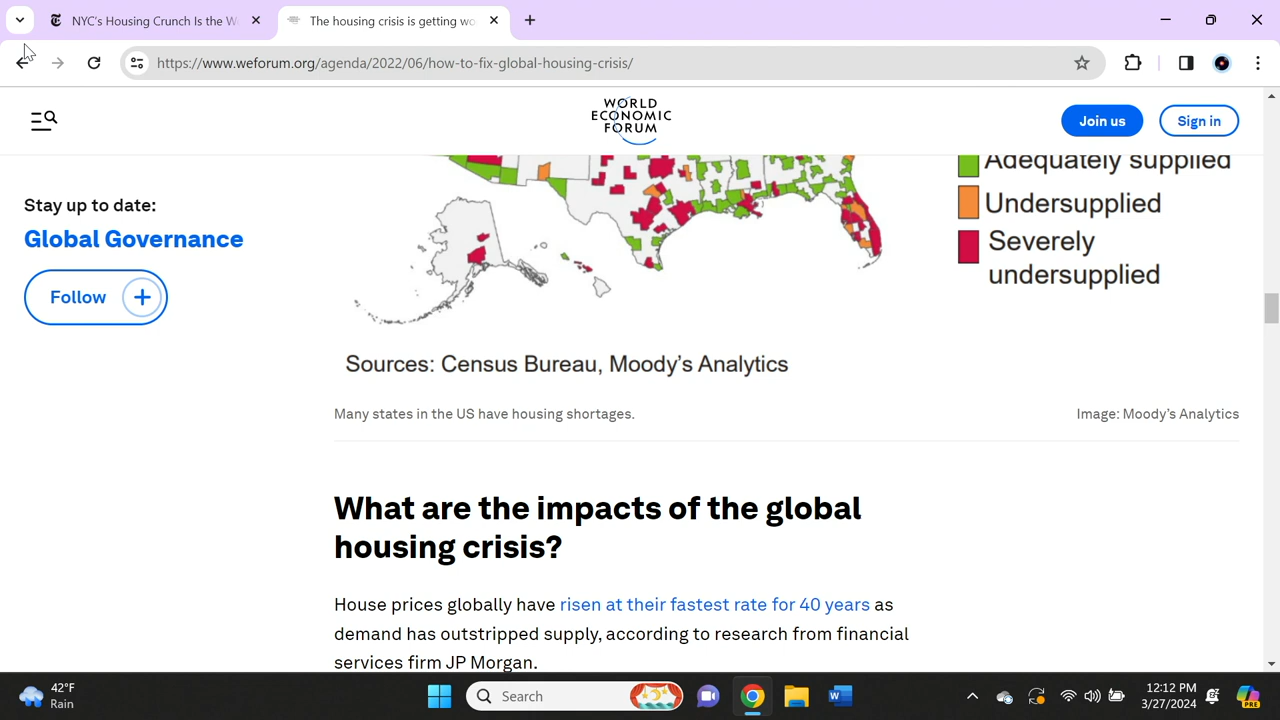 NYC's Housing Crunch Is the W
The housing crisis is getting wo
https://www.weforum.org/agenda/2022/06/how-to-fix-global-housing-crisis/
WORLD
ECONOMIC
FORUM
Join us
Sign in
Stay up to date:
Global Governance
Follow
Adequately supplied
Undersupplied
Severely
undersupplied
Sources: Census Bureau, Moody's Analytics
Many states in the US have housing shortages.
Image: Moody's Analytics
What are the impacts of the global
housing crisis?
House prices globally have risen at their fastest rate for 40 years as
demand has outstripped supply, according to research from financial
services firm JP Morgan.
42°F
Rain
Search
12:12 PM
3/27/2024
PRE